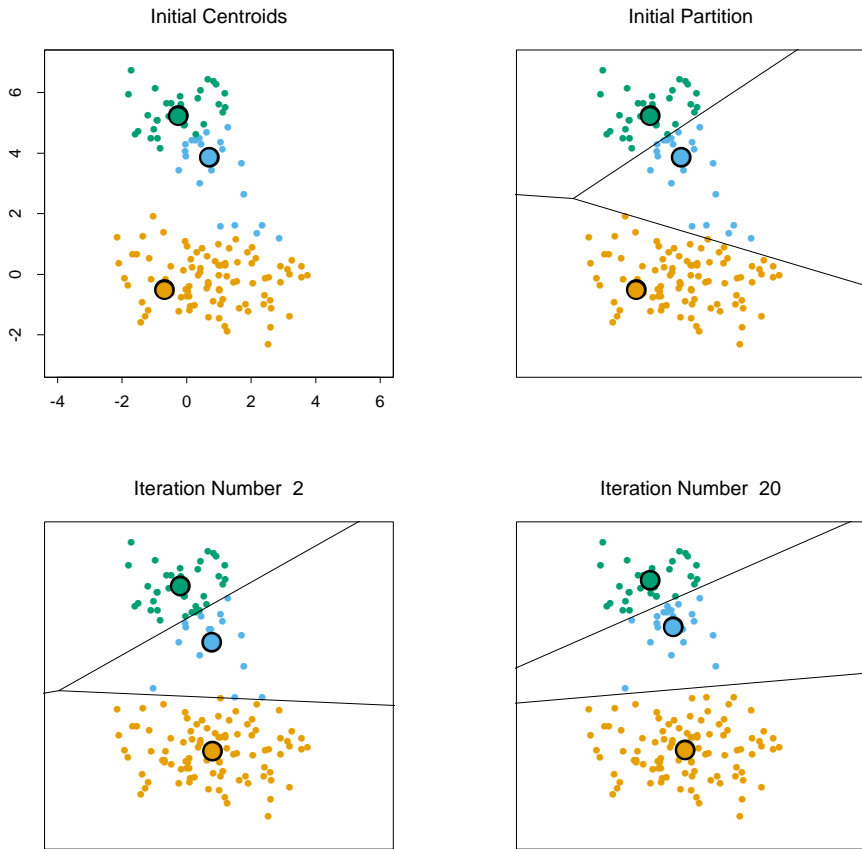 Initial Centroids
Initial Partition
6
4
2
0
-2
-4 -2 0 2 4 6
Iteration Number 2
Iteration Number 20